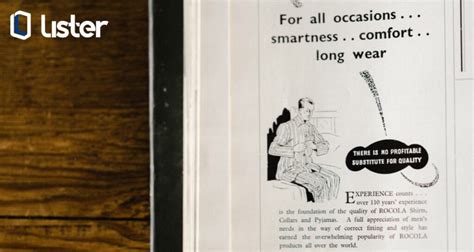 Lister
For all occasions . . .
smartness . . comfort . .
long wear
THERE IS NO PROFITABLE
SUBSTITUTE FOR QUALITY
EXPERIENCE counts . . .
over 110 years' experience
is the foundation of the quality of ROCOLA Shirts,
Collars and Pyjamas. A full appreciation of men's
needs in the way of correct fitting and style has
earned the overwhelming popularity of ROCOLA
products all over the world.